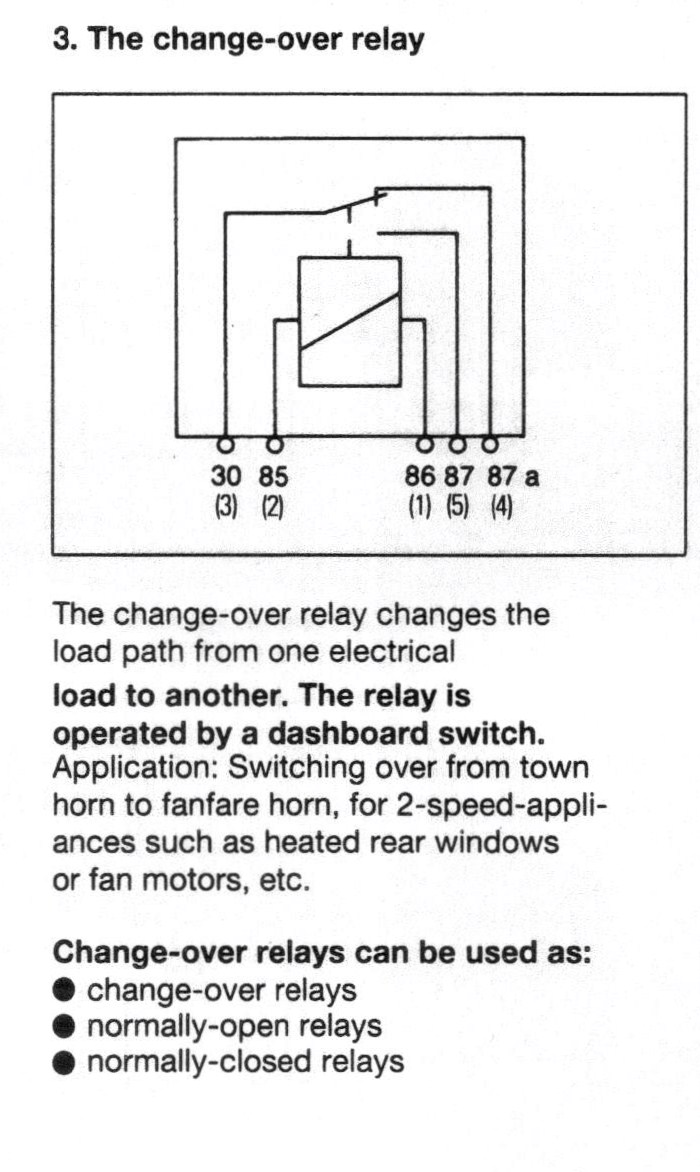 3. The change-over relay
30 85 86 87 87 a
(3) (2) (1) (5) (4)
The change-over relay changes the
load path from one electrical
load to another. The relay is
operated by a dashboard switch.
Application: Switching over from town
horn to fanfare horn, for 2-speed-appli-
ances such as heated rear windows
or fan motors, etc.
Change-over relays can be used as:
● change-over relays
● normally-open relays
● normally-closed relays